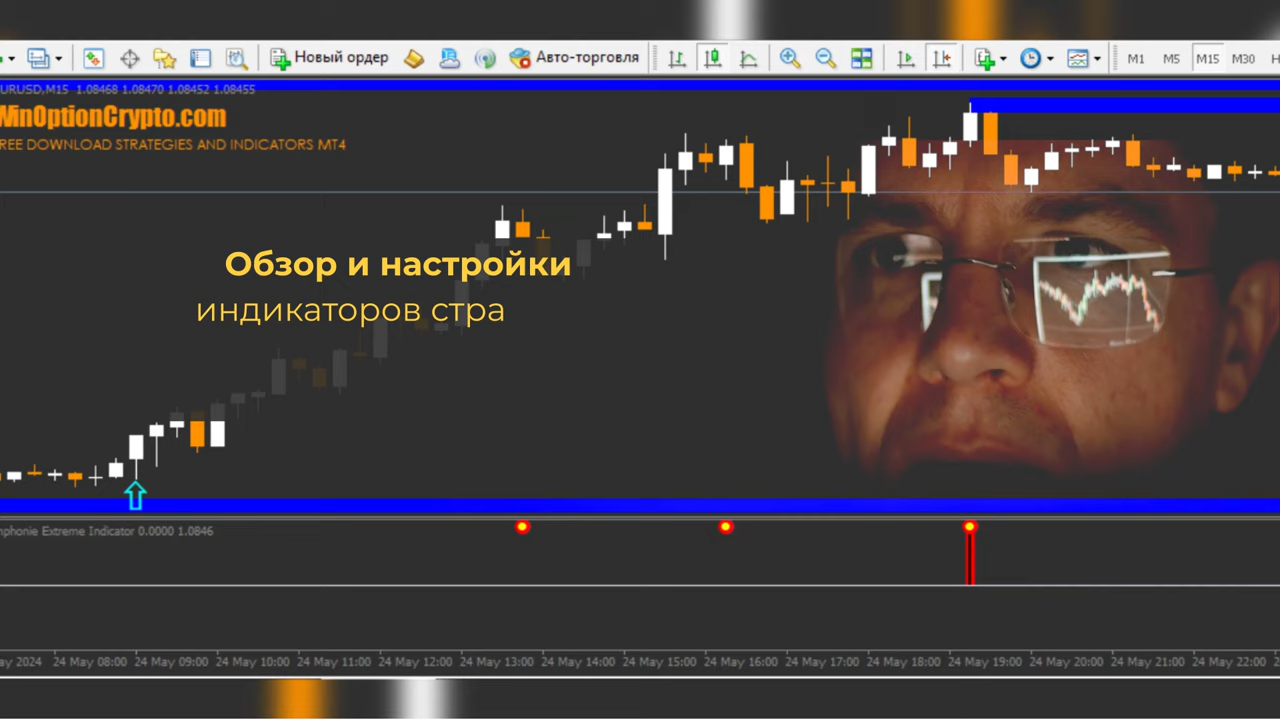 Новый ордер
Авто-торговля
M1 M5 M15 M30 H
URUSD,M15 1.08468 1.08470 1.08452 1.08455
WinOptionCrypto.com
REE DOWNLOAD STRATEGIES AND INDICATORS MT4
Обзор и настройки
индикаторов стра
nphonie Extreme Indicator 0.0000 1.0846
ay 2024 24 May 08:00 24 May 09:00 24 May 10:00 24 May 11:00 24 May 12:00 24 May 13:00 24 May 14:00 24 May 15:00 24 May 16:00 24 May 17:00 24 May 18:00 24 May 19:00 24 May 20:00 24 May 21:00 24 May 22:00 2